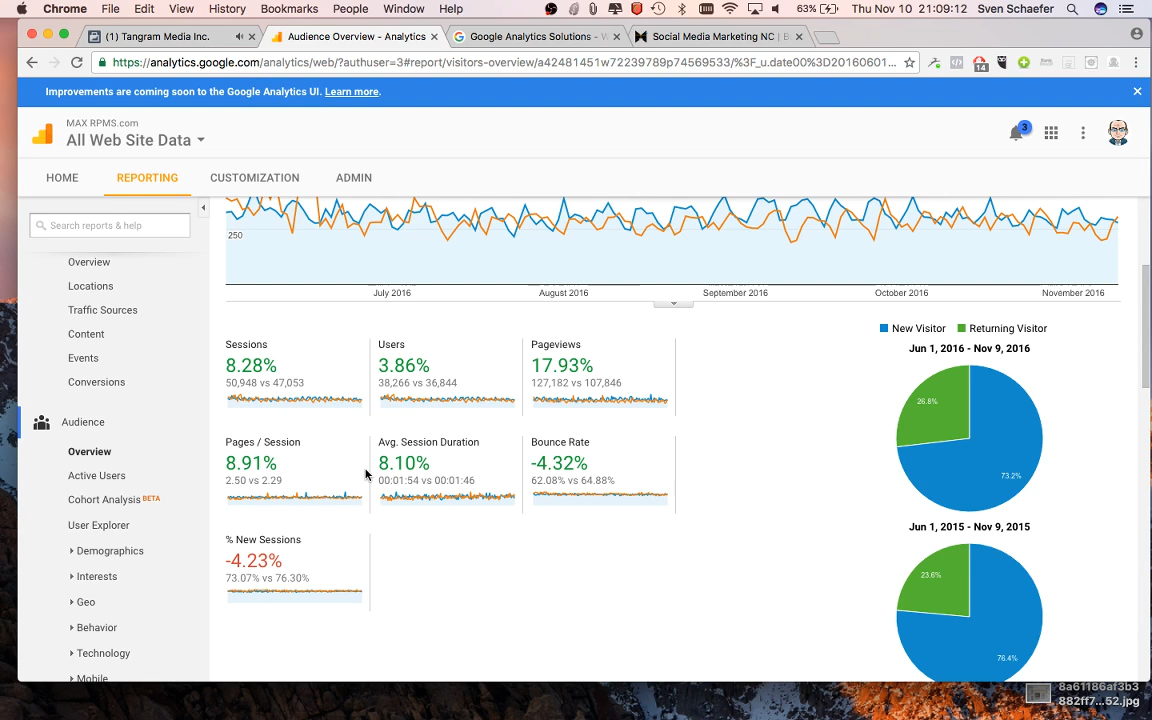 Chrome File Edit View History Bookmarks People Window Help 63% Thu Nov 10 21:09:12 Sven Schaefer
(1) Tangram Media Inc. Audience Overview - Analytics Google Analytics Solutions - Social Media Marketing NC |
https://analytics.google.com/analytics/web/?authuser=3#report/visitors-overview/a42481451w72239789p74569533/%3F_u.date00%3D20160601... 14
Improvements are coming soon to the Google Analytics UI. Learn more.
MAX RPMS.com
All Web Site Data
3
HOME REPORTING CUSTOMIZATION ADMIN
Search reports & help
Overview
Locations
Traffic Sources
Content
Events
Conversions
Audience
Overview
Active Users
Cohort Analysis BETA
User Explorer
Demographics
Interests
Geo
Behavior
Technology
Mobile
250
July 2016 August 2016 September 2016 October 2016 November 2016
Sessions
8.28%
50,948 vs 47,053
Users
3.86%
38,266 vs 36,844
Pageviews
17.93%
127,182 vs 107,846
Pages / Session
8.91%
2.50 vs 2.29
Avg. Session Duration
8.10%
00:01:54 vs 00:01:46
Bounce Rate
-4.32%
62.08% vs 64.88%
% New Sessions
-4.23%
73.07% vs 76.30%
New Visitor Returning Visitor
Jun 1, 2016 - Nov 9, 2016
26.8%
73.2%
Jun 1, 2015 - Nov 9, 2015
23.6%
76.4%
8a61186af3b3
882ff7...52.jpg